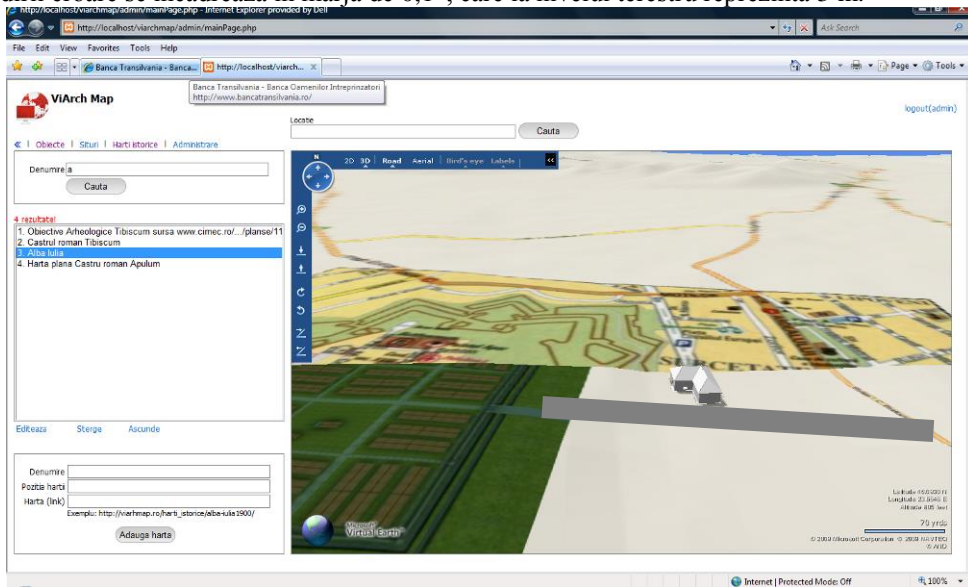 http://localhost/viarchmap/admin/mainPage.php - Internet Explorer provided by Dell
http://localhost/viarchmap/admin/mainPage.php
Ask Search
File Edit View Favorites Tools Help
Banca Transilvania - Banca...
http://localhost/viarch...
Page Tools
Banca Transilvania - Banca Oamenilor Intreprinzatori
http://www.bancatransilvania.ro/
ViArch Map
logout(admin)
Locatie
Cauta
« | Obiecte | Situri | Harti istorice | Administrare
Denumire a
Cauta
4 rezultate!
1. Obiective Arheologice Tibiscum sursa www.cimec.ro/.../planse/11
2. Castrul roman Tibiscum
3. Alba Iulia
4. Harta plana Castru roman Apulum
Editeaza Sterge Ascunde
Denumire
Pozitia hartii
Harta (link)
Exemplu: http://viarhmap.ro/harti_istorice/alba-iulia1900/
Adauga harta
N
2D 3D Road Aerial Bird's eye Labels «
P
CETA
Microsoft
Virtual Earth
70 yrds
Internet | Protected Mode: Off
100%